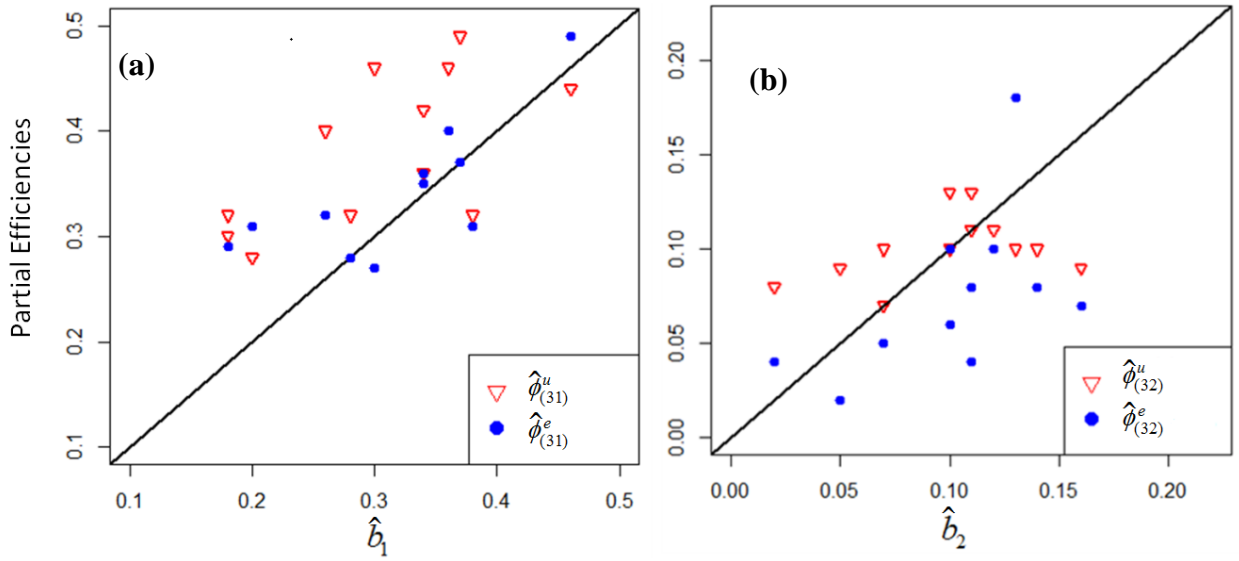 (a)
Partial Efficiencies
0.5
0.4
0.3
0.2
0.1
0.1 0.2 0.3 0.4 0.5
b̂₁
φ̂ᵘ₍₃₁₎
φ̂ᵉ₍₃₁₎
(b)
0.20
0.15
0.10
0.05
0.00
0.00 0.05 0.10 0.15 0.20
b̂₂
φ̂ᵘ₍₃₂₎
φ̂ᵉ₍₃₂₎